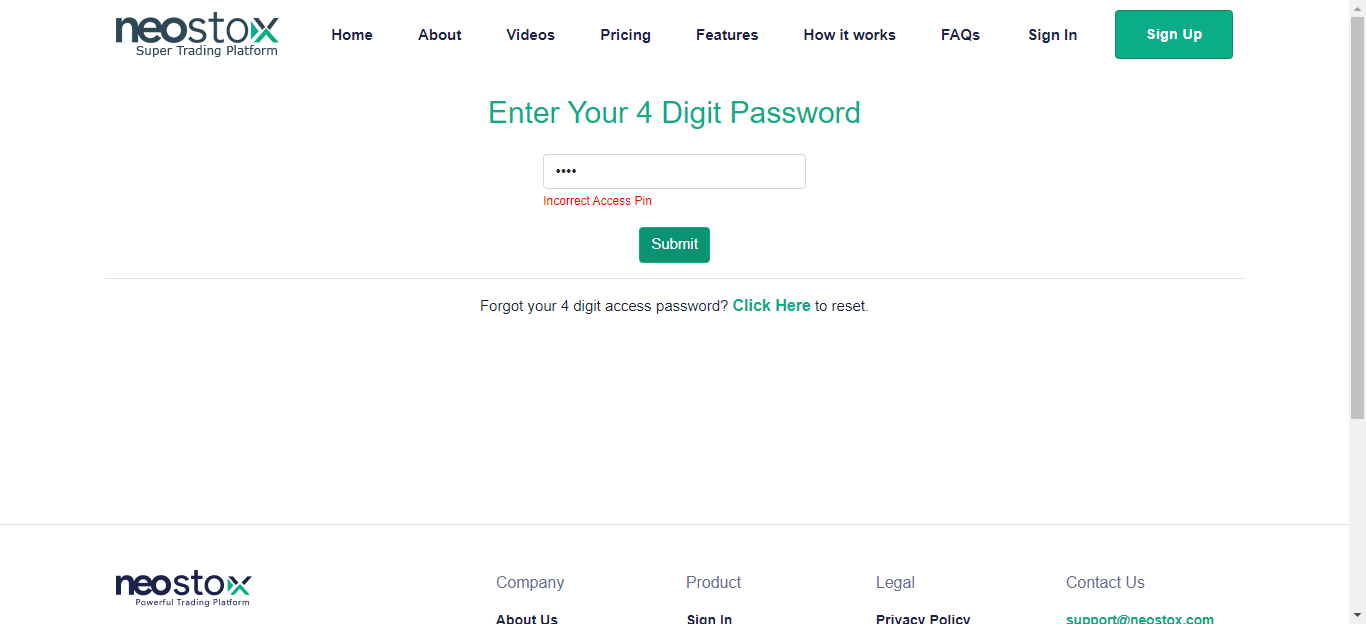 neostox
Super Trading Platform
Home About Videos Pricing Features How it works FAQs Sign In Sign Up
Enter Your 4 Digit Password
••••
Incorrect Access Pin
Submit
Forgot your 4 digit access password? Click Here to reset.
neostox
Powerful Trading Platform
Company Product Legal Contact Us
About Us Sign In Privacy Policy support@neostox.com